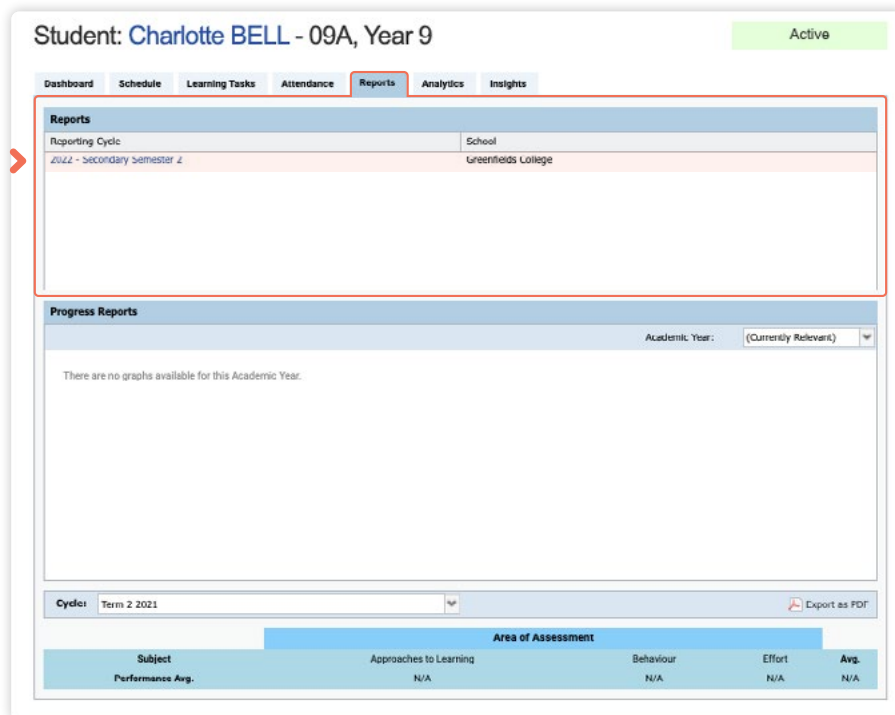 Student: Charlotte BELL - 09A, Year 9
Active
Dashboard Schedule Learning Tasks Attendance Reports Analytics Insights
Reports
Reporting Cycle School
2022 - Secondary Semester 2 Greenfields College
Progress Reports
Academic Year: (Currently Relevant)
There are no graphs available for this Academic Year.
Cycle: Term 2 2021 Export as PDF
Area of Assessment
Subject Approaches to Learning Behaviour Effort Avg.
Performance Avg. N/A N/A N/A N/A